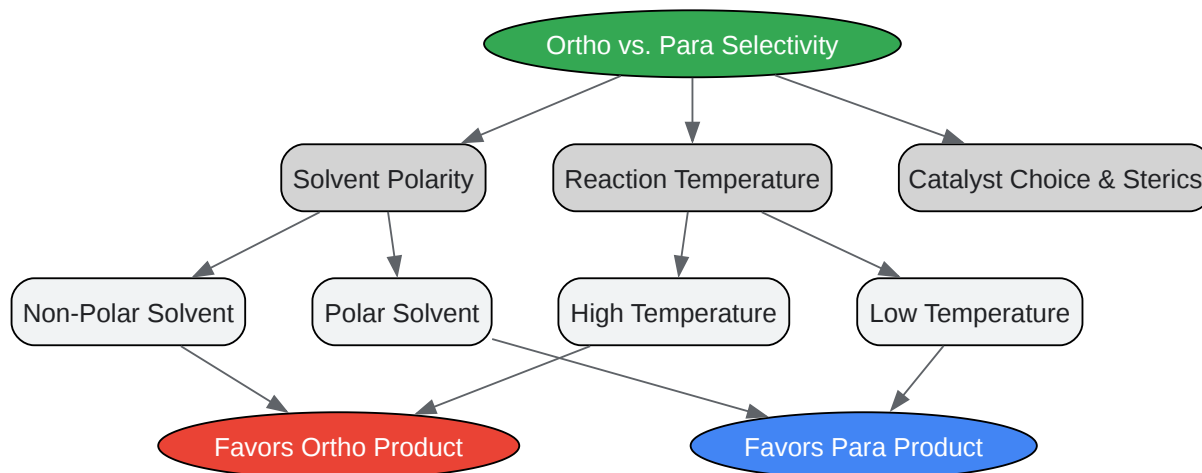 Ortho vs. Para Selectivity
Solvent Polarity
Reaction Temperature
Catalyst Choice & Sterics
Non-Polar Solvent
Polar Solvent
High Temperature
Low Temperature
Favors Ortho Product
Favors Para Product